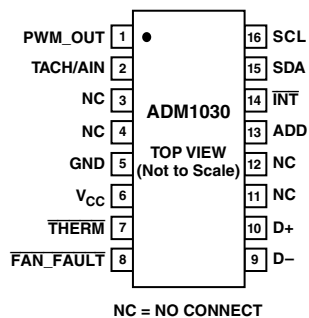 PWM_OUT 1 16 SCL
TACH/AIN 2 15 SDA
NC 3 14 INT
NC 4 13 ADD
GND 5 12 NC
VCC 6 11 NC
THERM 7 10 D+
FAN_FAULT 8 9 D–
ADM1030
TOP VIEW
(Not to Scale)
NC = NO CONNECT